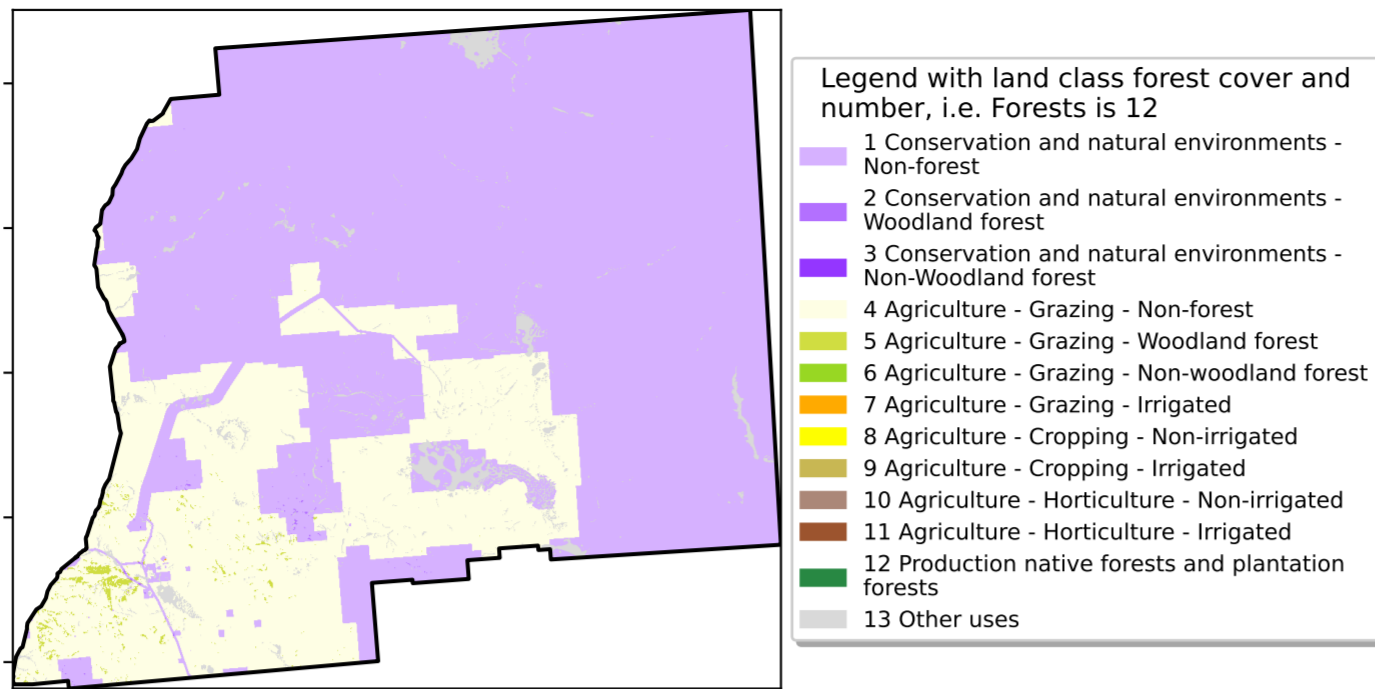 Legend with land class forest cover and
number, i.e. Forests is 12
1 Conservation and natural environments -
Non-forest
2 Conservation and natural environments -
Woodland forest
3 Conservation and natural environments -
Non-Woodland forest
4 Agriculture - Grazing - Non-forest
5 Agriculture - Grazing - Woodland forest
6 Agriculture - Grazing - Non-woodland forest
7 Agriculture - Grazing - Irrigated
8 Agriculture - Cropping - Non-irrigated
9 Agriculture - Cropping - Irrigated
10 Agriculture - Horticulture - Non-irrigated
11 Agriculture - Horticulture - Irrigated
12 Production native forests and plantation
forests
13 Other uses